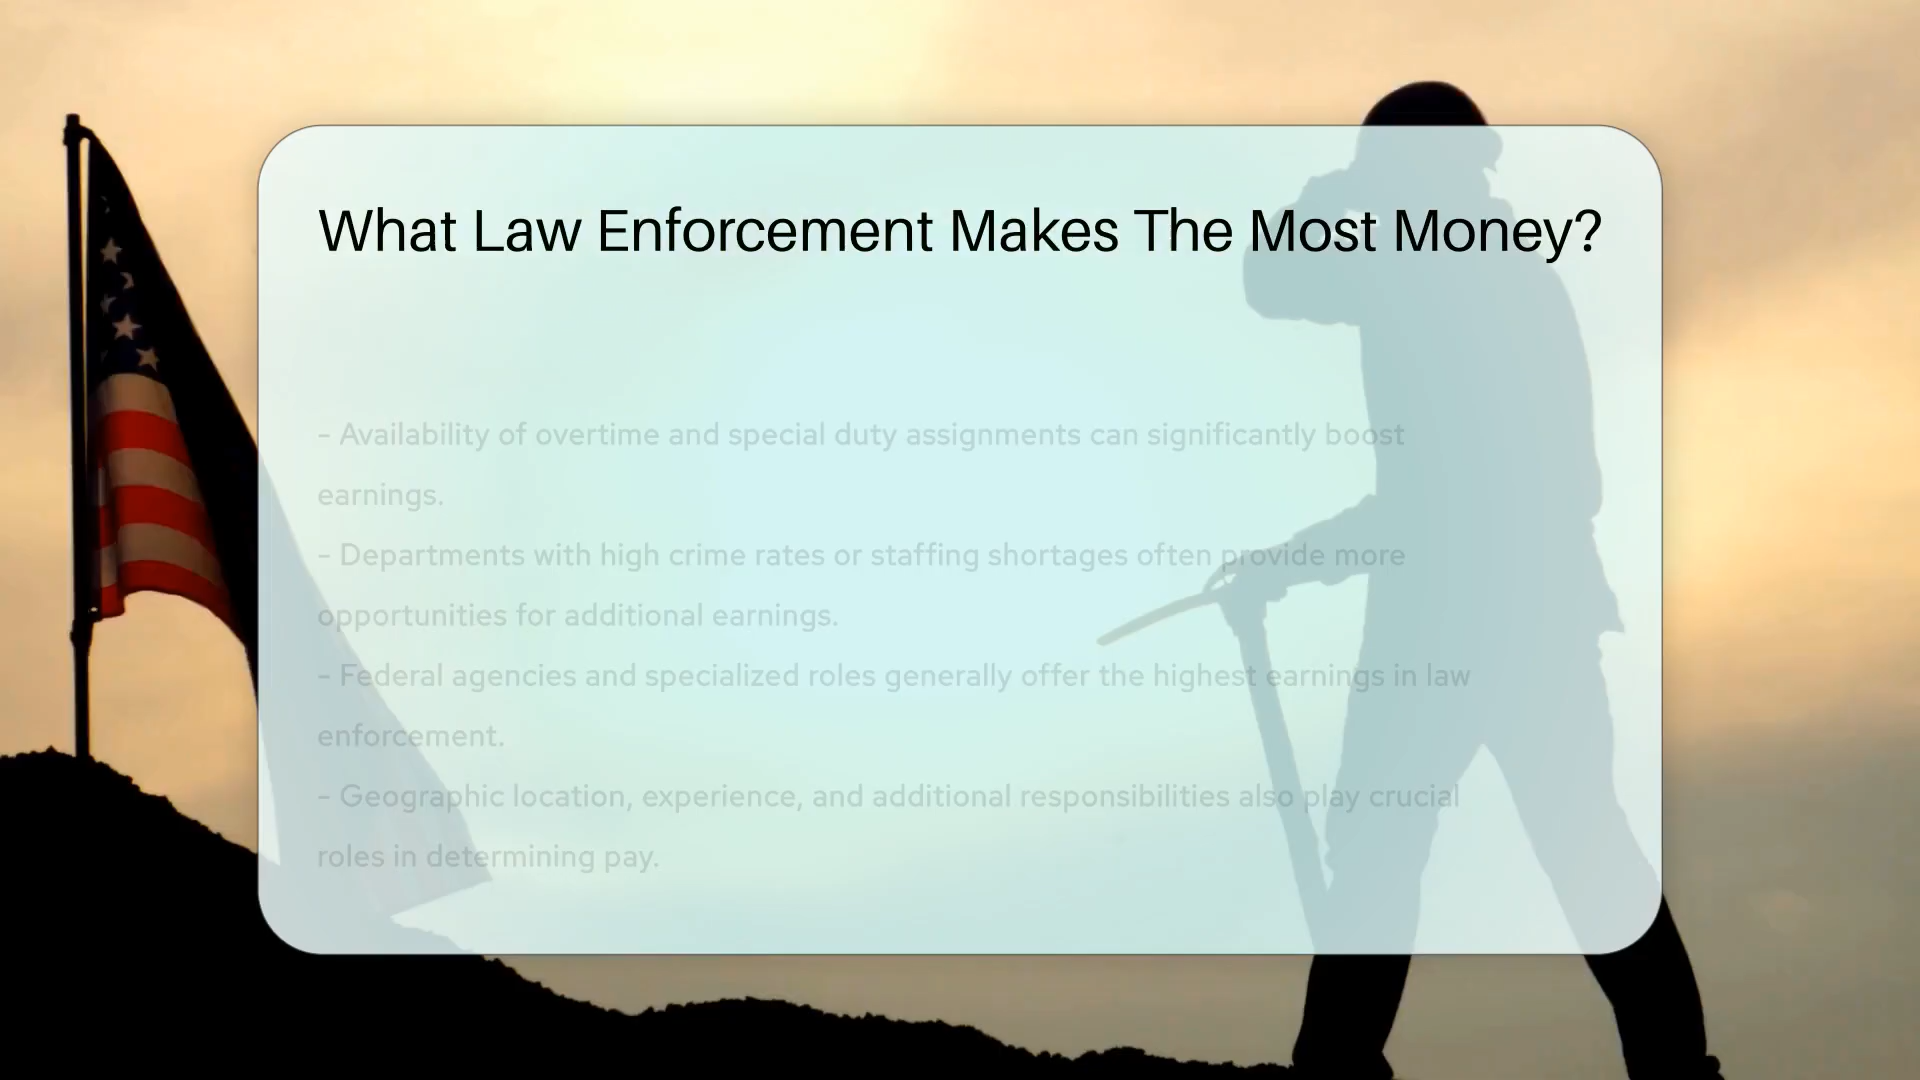 What Law Enforcement Makes The Most Money?
– Availability of overtime and special duty assignments can significantly boost
earnings.
– Departments with high crime rates or staffing shortages often provide more
opportunities for additional earnings.
– Federal agencies and specialized roles generally offer the highest earnings in law
enforcement.
– Geographic location, experience, and additional responsibilities also play crucial
roles in determining pay.